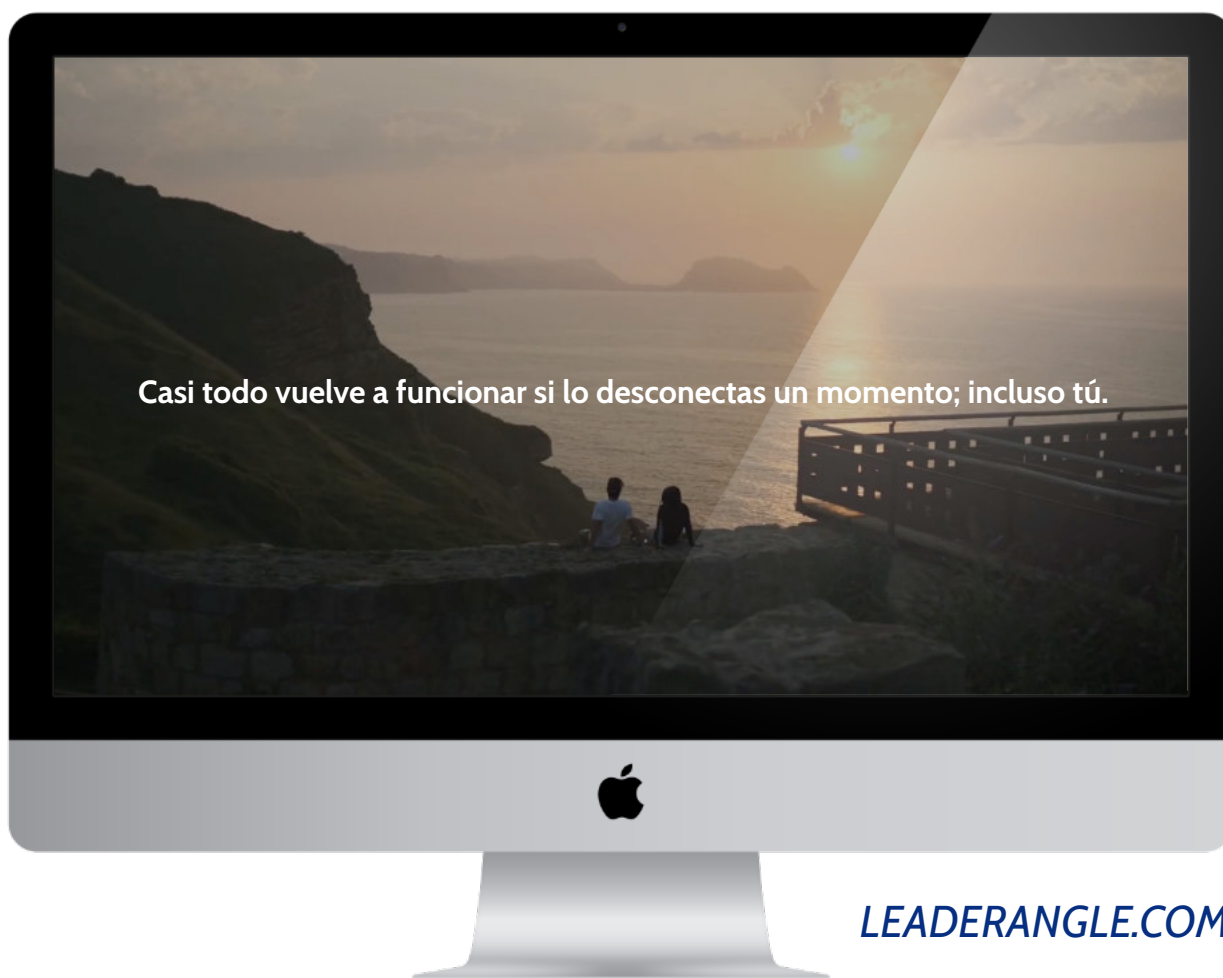 Casi todo vuelve a funcionar si lo desconectas un momento; incluso tú.
LEADERANGLE.COM